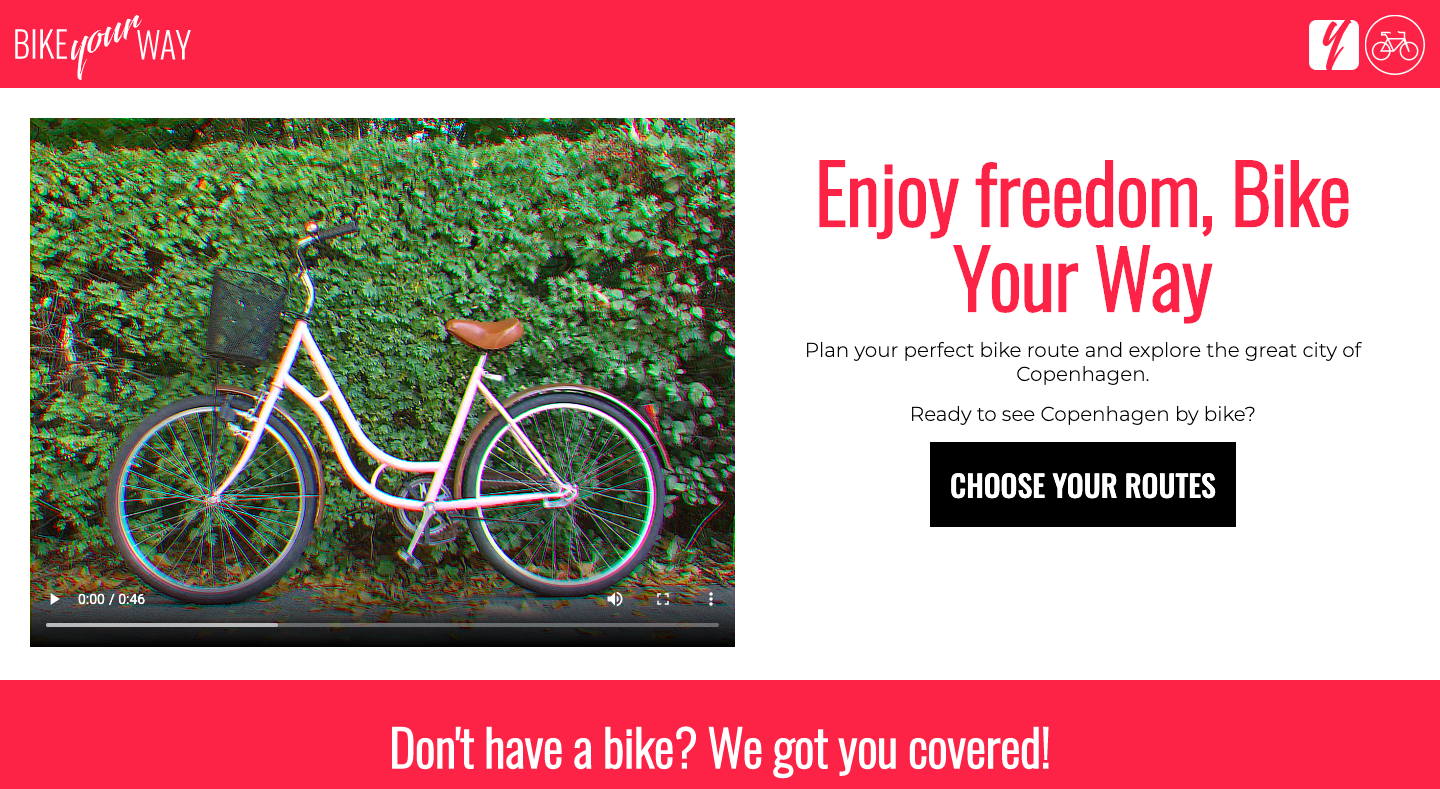 BIKE your WAY
y
Enjoy freedom, Bike
Your Way
Plan your perfect bike route and explore the great city of
Copenhagen.
Ready to see Copenhagen by bike?
CHOOSE YOUR ROUTES
0:00 / 0:46
Don't have a bike? We got you covered!